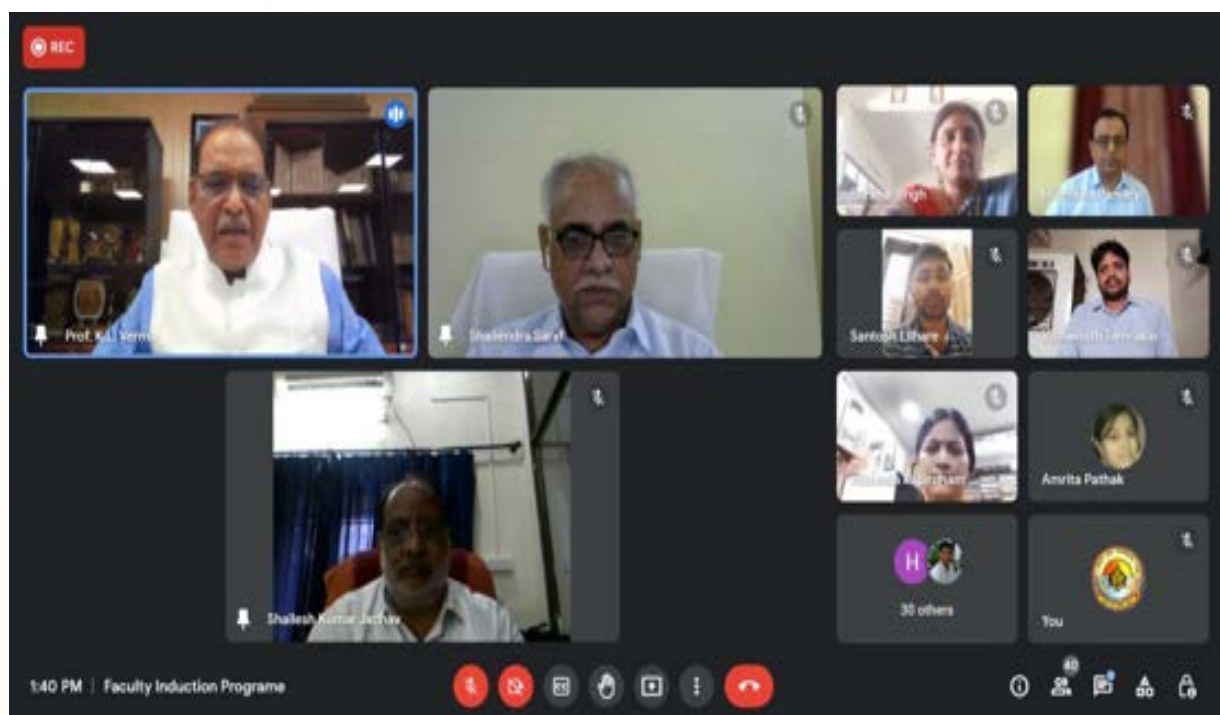 REC
Prof. K.L. Verma
Shailendra Saraf
Singh
Santosh Lilhare
Shailesh Kumar Jadhav
Amrita Pathak
H
30 others
You
1:40 PM | Faculty Induction Programe
40